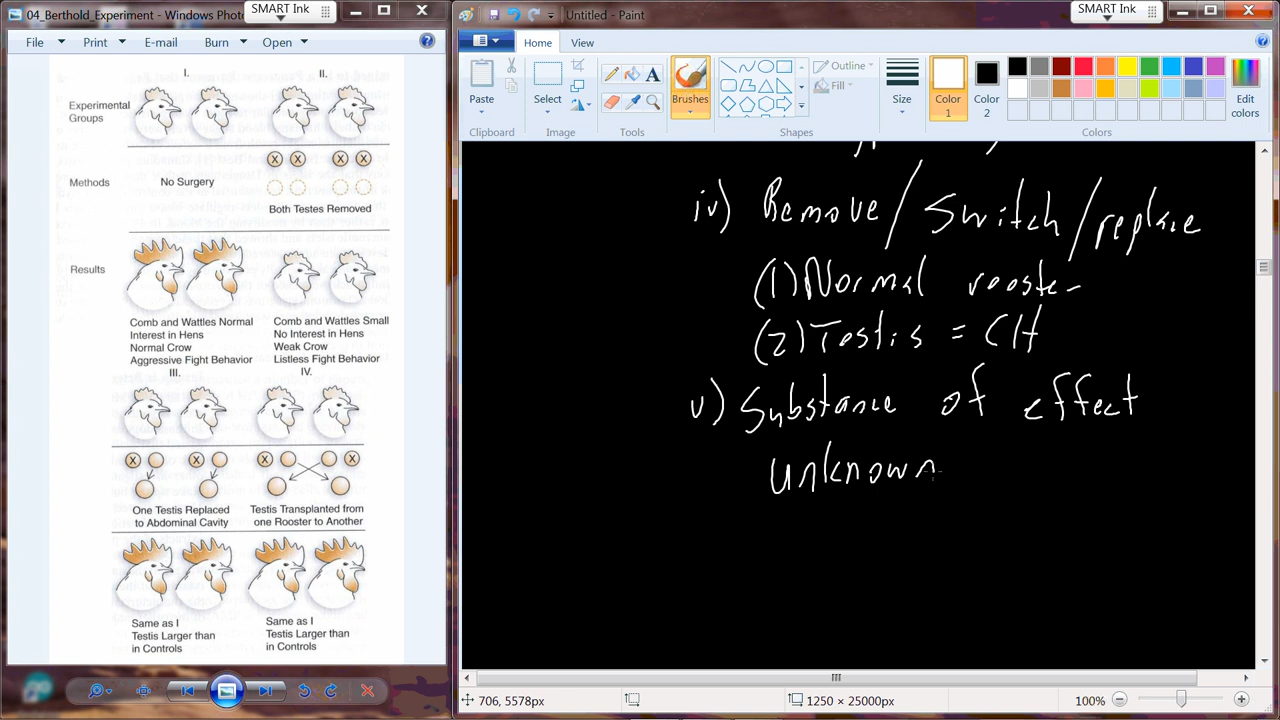 04_Berthold_Experiment - Windows Phot
SMART Ink
File Print E-mail Burn Open
I. II.
Experimental
Groups
Methods
No Surgery
Both Testes Removed
Results
Comb and Wattles Normal
Interest in Hens
Normal Crow
Aggressive Fight Behavior
Comb and Wattles Small
No Interest in Hens
Weak Crow
Listless Fight Behavior
III. IV.
X X X X
One Testis Replaced
to Abdominal Cavity
Testis Transplanted from
one Rooster to Another
Same as I
Testis Larger than
in Controls
Same as I
Testis Larger than
in Controls
Untitled - Paint
SMART Ink
Home View
Paste
Select
Brushes
Outline
Fill
Size
Color
1
Color
2
Edit
colors
Clipboard Image Tools Shapes Colors
iv) Remove/Switch/replace
(1) Normal rooster
(2) Testis =
v) Substance of effect
unknown
706, 5578px
1250 × 25000px
100%